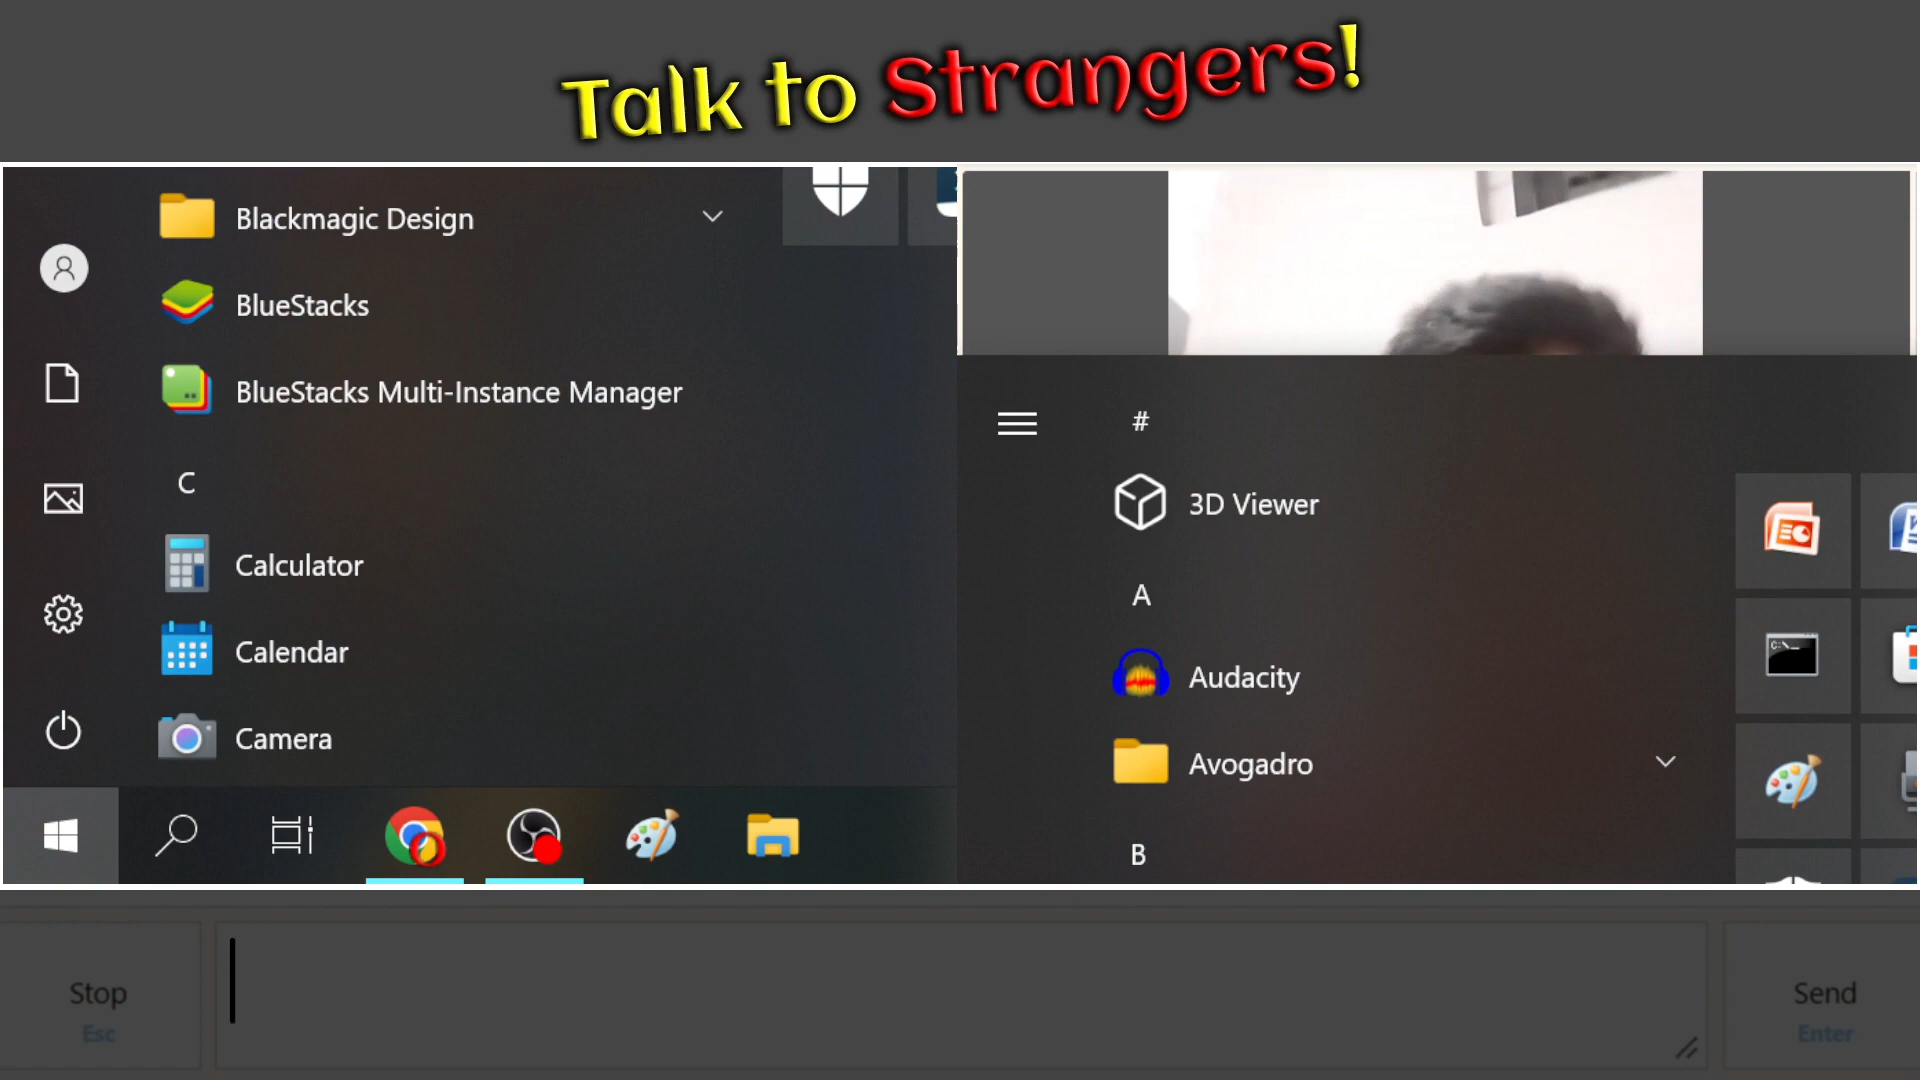 Talk to Strangers!
Blackmagic Design
BlueStacks
BlueStacks Multi-Instance Manager
C
Calculator
Calendar
Camera
#
3D Viewer
A
Audacity
Avogadro
B
C:\_
Stop
Esc
Send
Enter